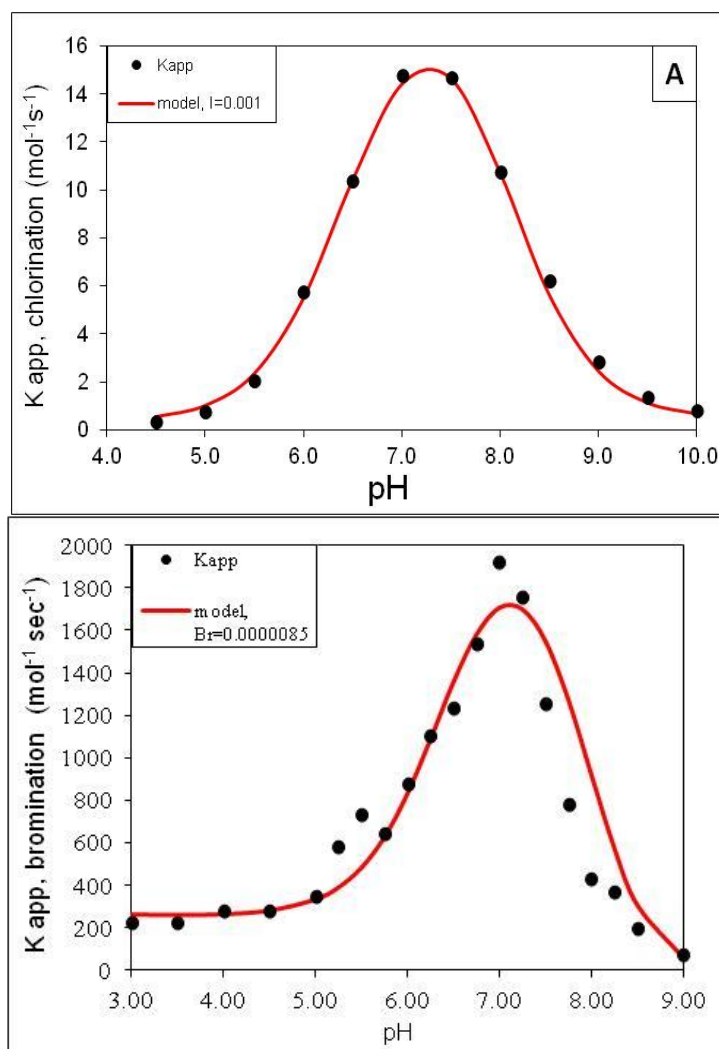 16
14
12
10
8
6
4
2
0
K app, chlorination (mol⁻¹s⁻¹)
Kapp
model, I=0.001
A
4.0 5.0 6.0 7.0 8.0 9.0 10.0
pH
2000
1800
1600
1400
1200
1000
800
600
400
200
0
K app, bromination (mol⁻¹ sec⁻¹)
Kapp
model,
Br=0.0000085
3.00 4.00 5.00 6.00 7.00 8.00 9.00
pH